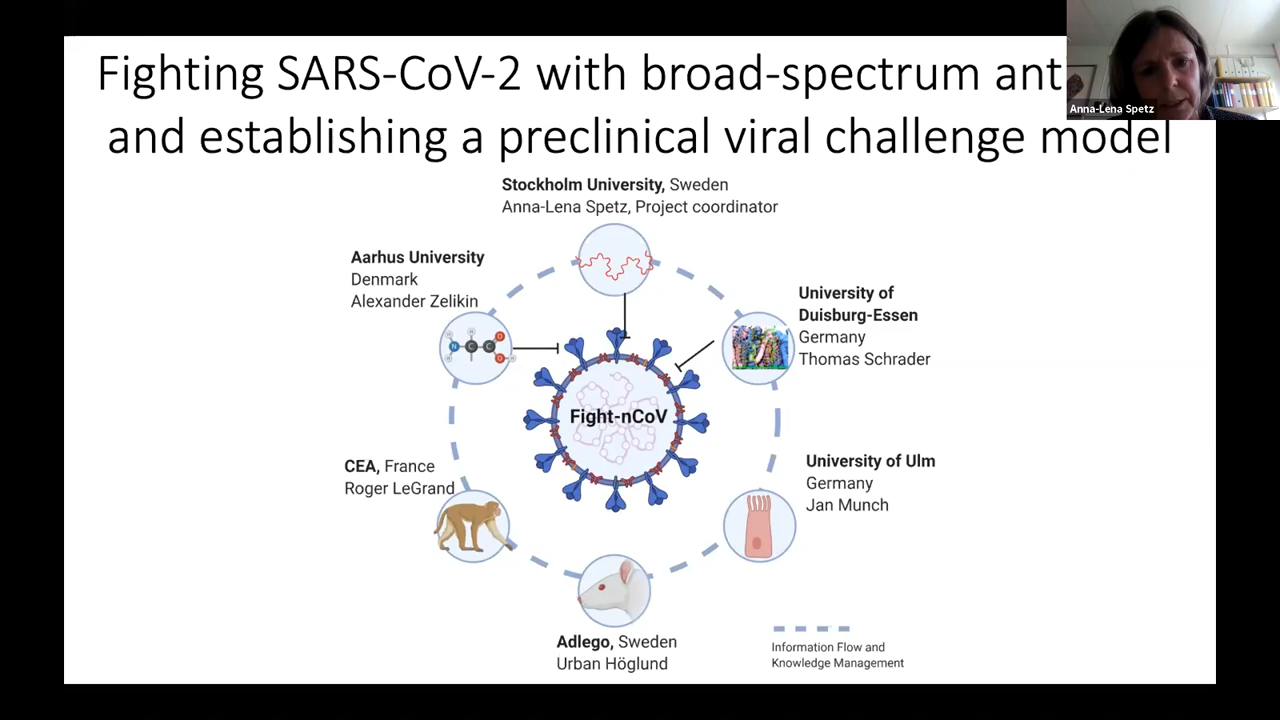 Fighting SARS-CoV-2 with broad-spectrum ant
and establishing a preclinical viral challenge model
Anna-Lena Spetz
Stockholm University, Sweden
Anna-Lena Spetz, Project coordinator
Aarhus University
Denmark
Alexander Zelikin
University of
Duisburg-Essen
Germany
Thomas Schrader
H
H
N
C
C
O
O
H
H
H
Fight-nCoV
CEA, France
Roger LeGrand
University of Ulm
Germany
Jan Munch
Adlego, Sweden
Urban Höglund
Information Flow and
Knowledge Management